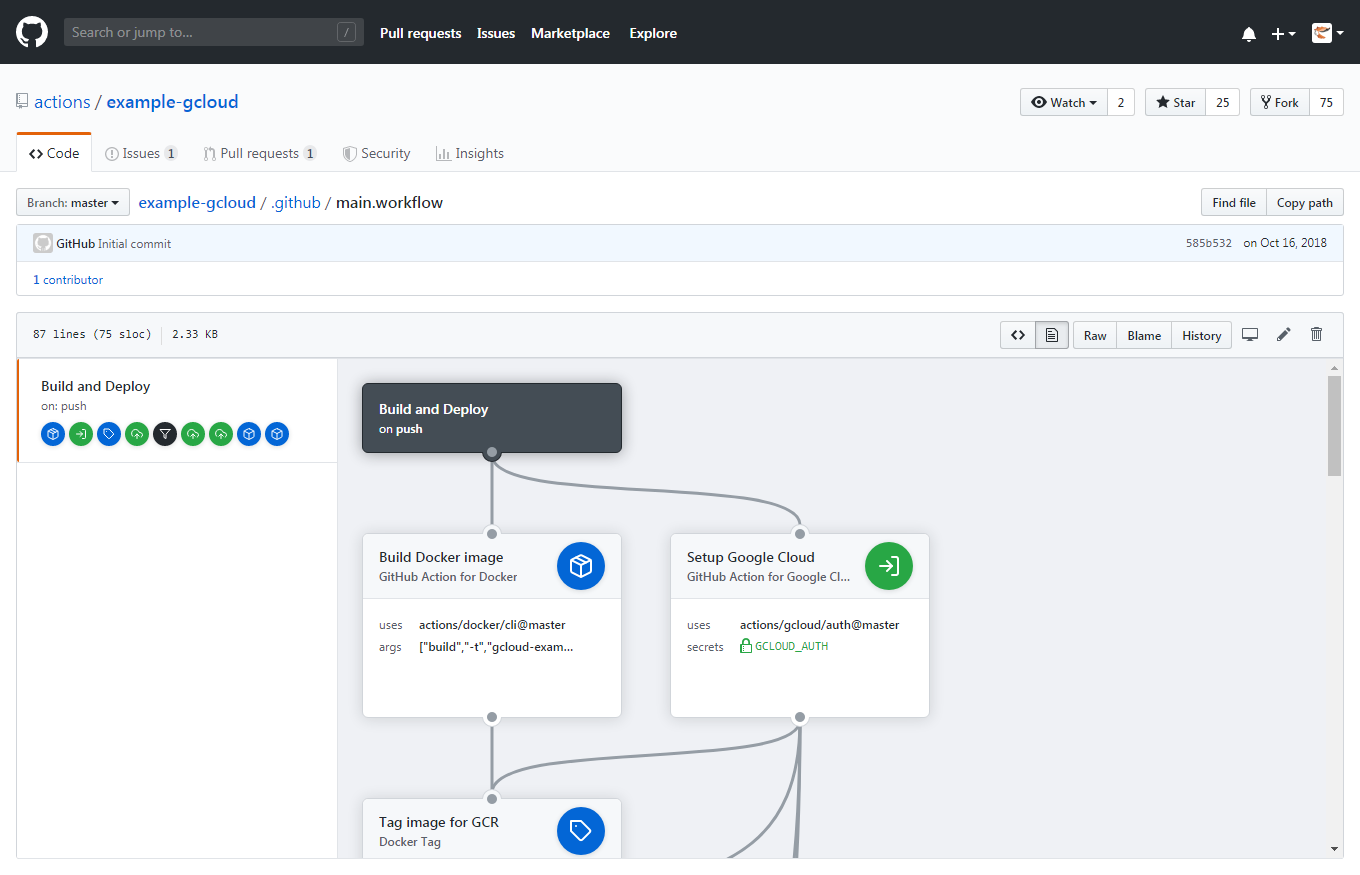 Search or jump to... /
Pull requests Issues Marketplace Explore
actions / example-gcloud
Watch 2 Star 25 Fork 75
Code Issues 1 Pull requests 1 Security Insights
Branch: master example-gcloud / .github / main.workflow Find file Copy path
GitHub Initial commit 585b532 on Oct 16, 2018
1 contributor
87 lines (75 sloc) 2.33 KB Raw Blame History
Build and Deploy
on: push
Build and Deploy
on push
Build Docker image
GitHub Action for Docker
uses actions/docker/cli@master
args ["build","-t","gcloud-exam...
Setup Google Cloud
GitHub Action for Google Cl...
uses actions/gcloud/auth@master
secrets GCLOUD_AUTH
Tag image for GCR
Docker Tag